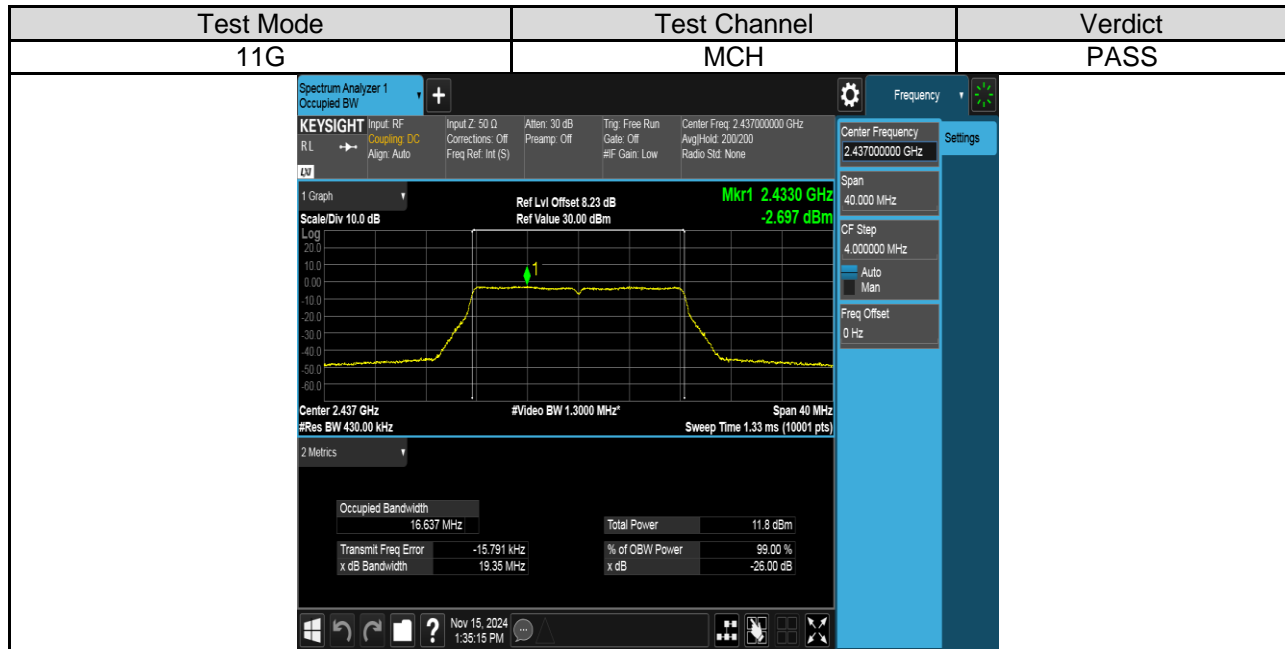 Test Mode Test Channel Verdict
11G MCH PASS
Spectrum Analyzer 1
Occupied BW
+
Frequency
KEYSIGHT Input: RF Input Z: 50 Ω Atten: 30 dB Trig: Free Run Center Freq: 2.437000000 GHz
RL Coupling: DC Corrections: Off Preamp: Off Gate: Off Avg|Hold: 200/200
Align: Auto Freq Ref: Int (S) #IF Gain: Low Radio Std: None
LXI
Center Frequency
2.437000000 GHz
Settings
Span
40.000 MHz
CF Step
4.000000 MHz
Auto
Man
Freq Offset
0 Hz
1 Graph
Ref Lvl Offset 8.23 dB Mkr1 2.4330 GHz
Scale/Div 10.0 dB Ref Value 30.00 dBm -2.697 dBm
Log
20.0
10.0
1
0.00
-10.0
-20.0
-30.0
-40.0
-50.0
-60.0
Center 2.437 GHz #Video BW 1.3000 MHz* Span 40 MHz
#Res BW 430.00 kHz Sweep Time 1.33 ms (10001 pts)
2 Metrics
Occupied Bandwidth
16.637 MHz Total Power 11.8 dBm
Transmit Freq Error -15.791 kHz % of OBW Power 99.00 %
x dB Bandwidth 19.35 MHz x dB -26.00 dB
? Nov 15, 2024
1:35:15 PM